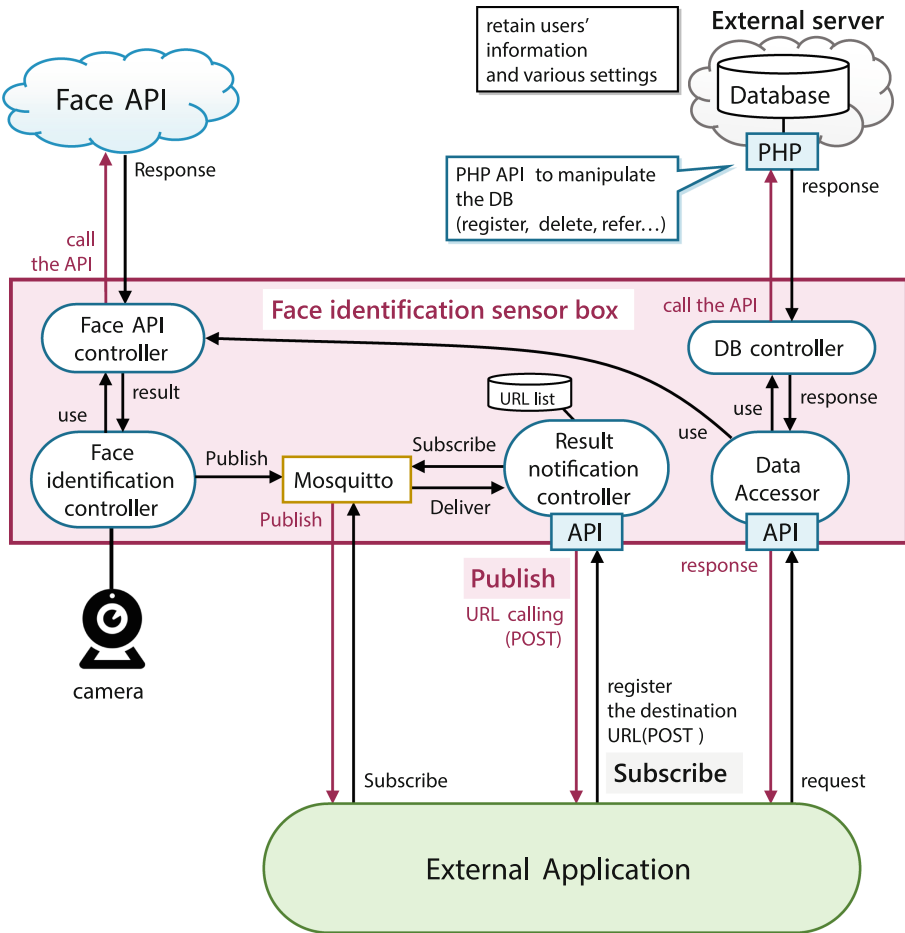 retain users'
information
and various settings
External server
Database
PHP
Face API
Response
PHP API to manipulate
the DB
(register, delete, refer...)
response
call
the API
Face identification sensor box
call the API
Face API
controller
DB controller
use
result
URL list
use
use
response
Face
identification
controller
Publish
Mosquitto
Subscribe
Deliver
Result
notification
controller
Data
Accessor
Publish
API
API
Publish
URL calling
(POST)
response
camera
register
the destination
URL(POST )
Subscribe
Subscribe
request
External Application